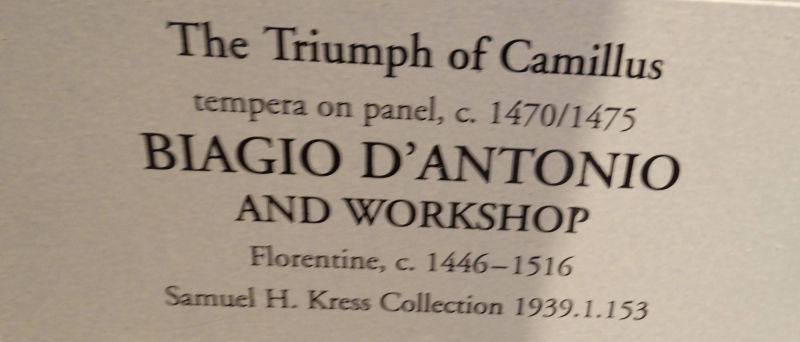 The Triumph of Camillus
tempera on panel, c. 1470/1475
BIAGIO D'ANTONIO
AND WORKSHOP
Florentine, c. 1446–1516
Samuel H. Kress Collection 1939.1.153